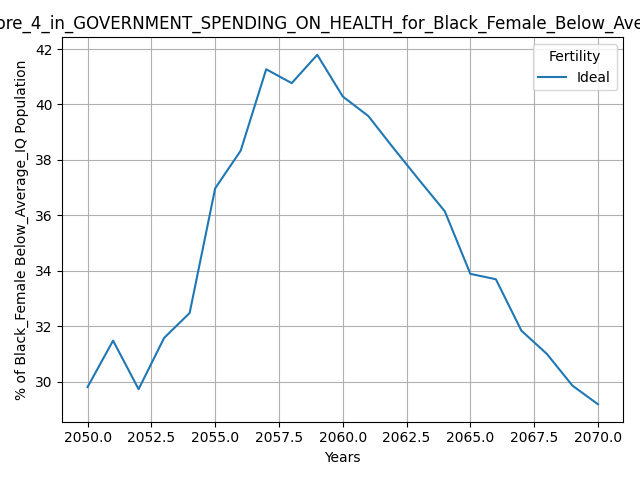 ore_4_in_GOVERNMENT_SPENDING_ON_HEALTH_for_Black_Female_Below_Ave
Fertility
Ideal
% of Black_Female Below_Average_IQ Population
42
40
38
36
34
32
30
2050.0 2052.5 2055.0 2057.5 2060.0 2062.5 2065.0 2067.5 2070.0
Years